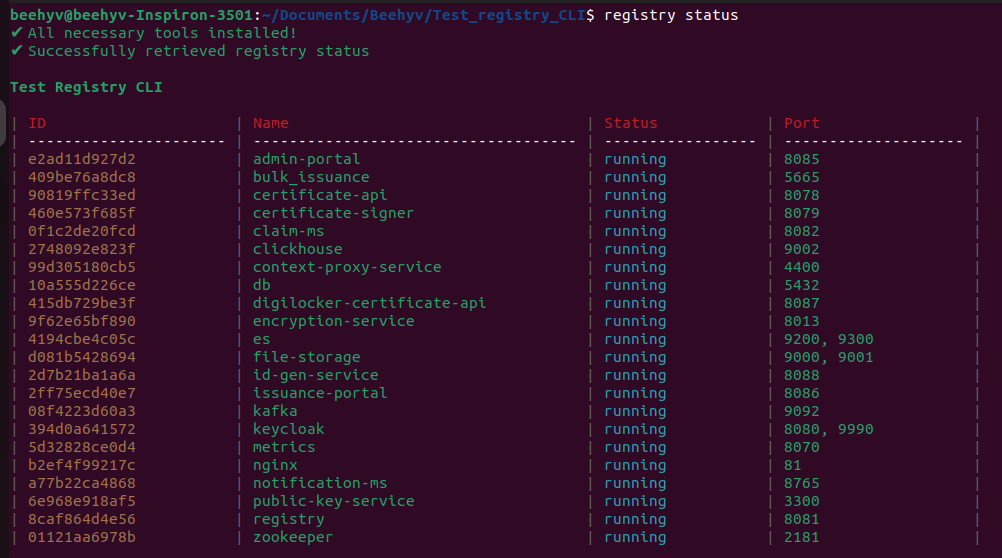 beehyv@beehyv-Inspiron-3501:~/Documents/Beehyv/Test_registry_CLI$ registry status
✔ All necessary tools installed!
✔ Successfully retrieved registry status
Test Registry CLI
| ID | Name | Status | Port |
| ---------------------- | ------------------------------------ | ----------------- | -------------------- |
| e2ad11d927d2 | admin-portal | running | 8085 |
| 409be76a8dc8 | bulk_issuance | running | 5665 |
| 90819ffc33ed | certificate-api | running | 8078 |
| 460e573f685f | certificate-signer | running | 8079 |
| 0f1c2de20fcd | claim-ms | running | 8082 |
| 2748092e823f | clickhouse | running | 9002 |
| 99d305180cb5 | context-proxy-service | running | 4400 |
| 10a555d226ce | db | running | 5432 |
| 415db729be3f | digilocker-certificate-api | running | 8087 |
| 9f62e65bf890 | encryption-service | running | 8013 |
| 4194cbe4c05c | es | running | 9200, 9300 |
| d081b5428694 | file-storage | running | 9000, 9001 |
| 2d7b21ba1a6a | id-gen-service | running | 8088 |
| 2ff75ecd40e7 | issuance-portal | running | 8086 |
| 08f4223d60a3 | kafka | running | 9092 |
| 394d0a641572 | keycloak | running | 8080, 9990 |
| 5d32828ce0d4 | metrics | running | 8070 |
| b2ef4f99217c | nginx | running | 81 |
| a77b22ca4868 | notification-ms | running | 8765 |
| 6e968e918af5 | public-key-service | running | 3300 |
| 8caf864d4e56 | registry | running | 8081 |
| 01121aa6978b | zookeeper | running | 2181 |